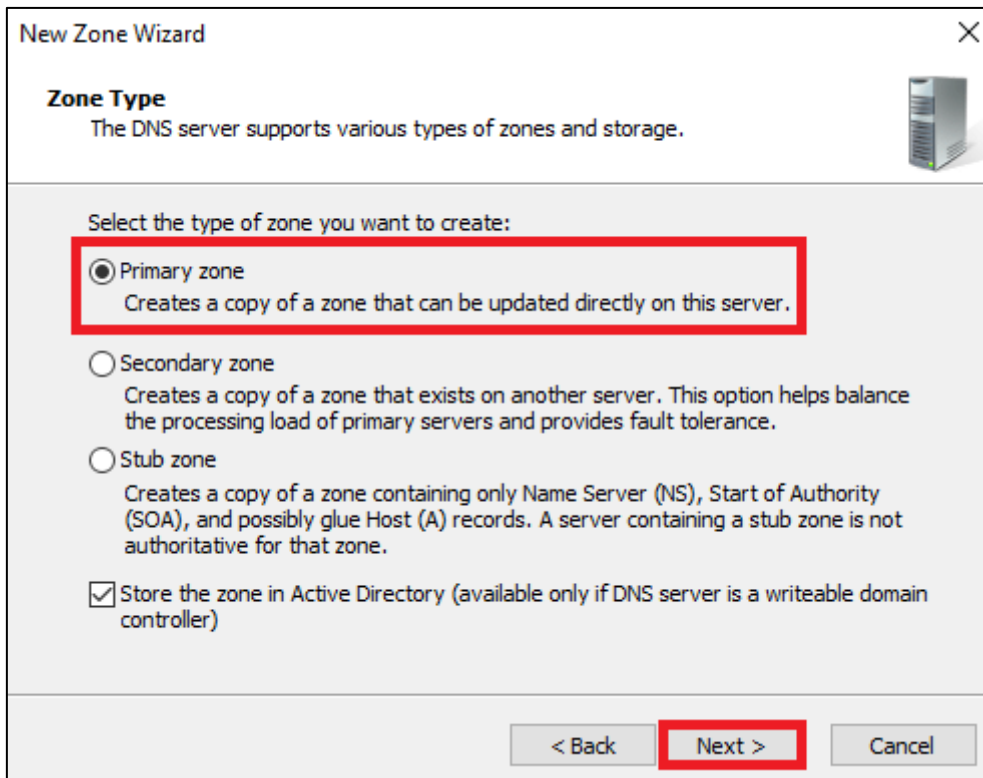 New Zone Wizard
Zone Type
The DNS server supports various types of zones and storage.
Select the type of zone you want to create:
Primary zone
Creates a copy of a zone that can be updated directly on this server.
Secondary zone
Creates a copy of a zone that exists on another server. This option helps balance
the processing load of primary servers and provides fault tolerance.
Stub zone
Creates a copy of a zone containing only Name Server (NS), Start of Authority
(SOA), and possibly glue Host (A) records. A server containing a stub zone is not
authoritative for that zone.
Store the zone in Active Directory (available only if DNS server is a writeable domain
controller)
< Back Next > Cancel